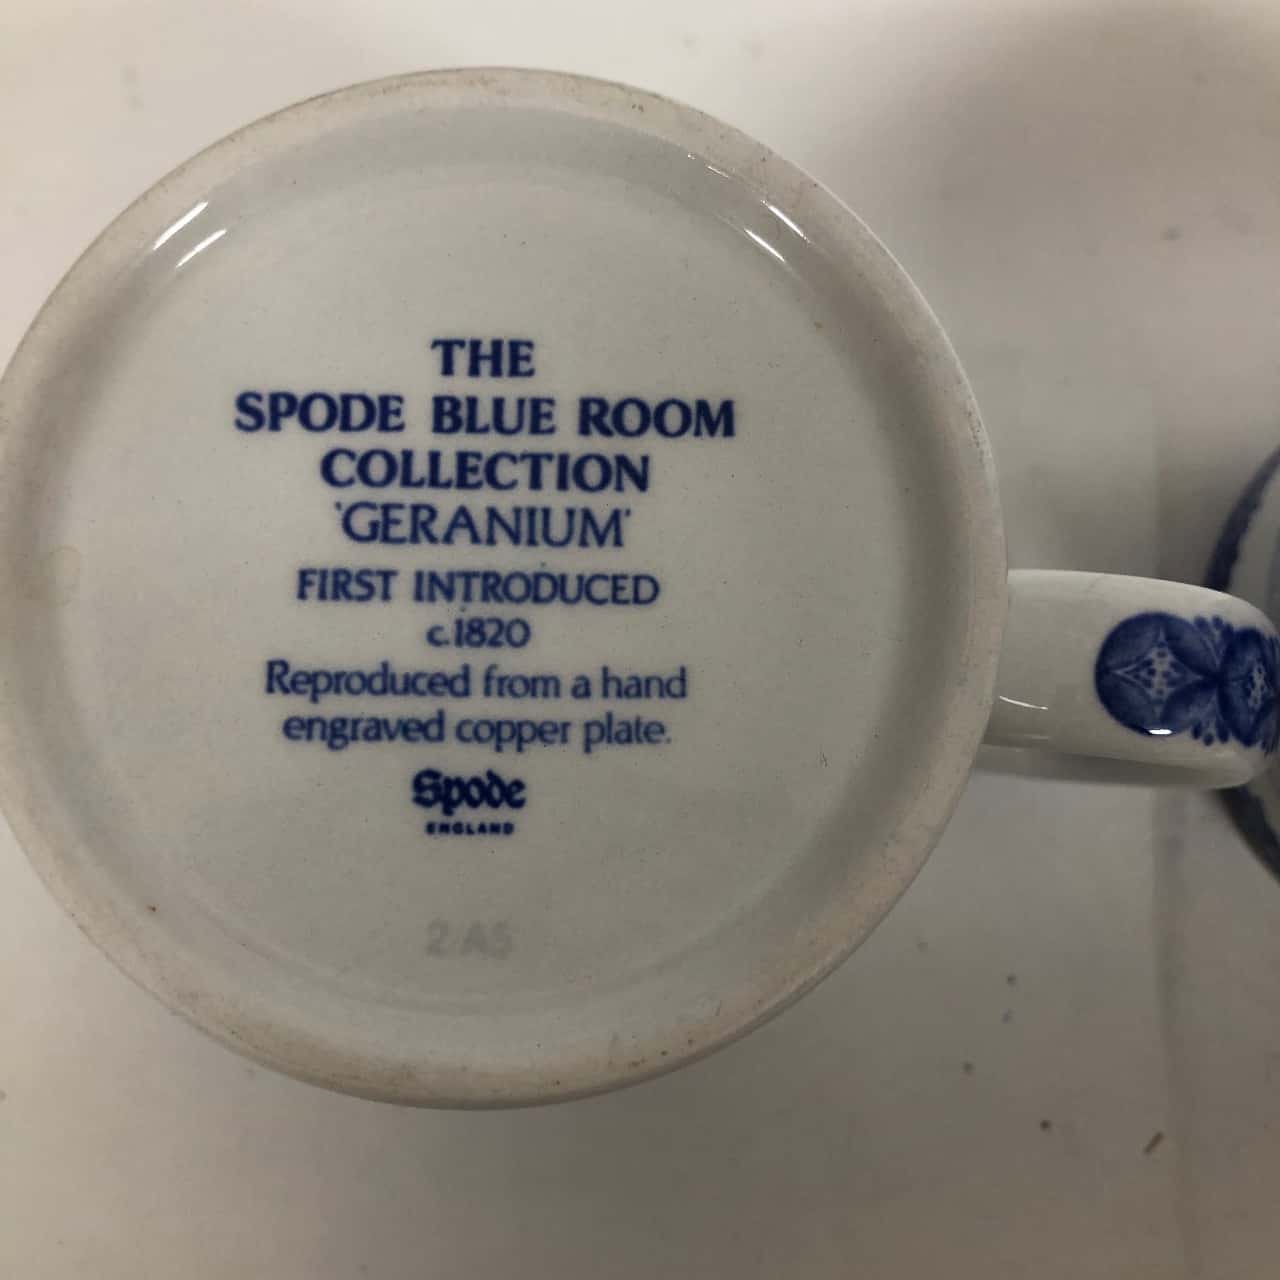 THE
SPODE BLUE ROOM
COLLECTION
'GERANIUM'
FIRST INTRODUCED
c.1820
Reproduced from a hand
engraved copper plate.
Spode
ENGLAND
2 A5